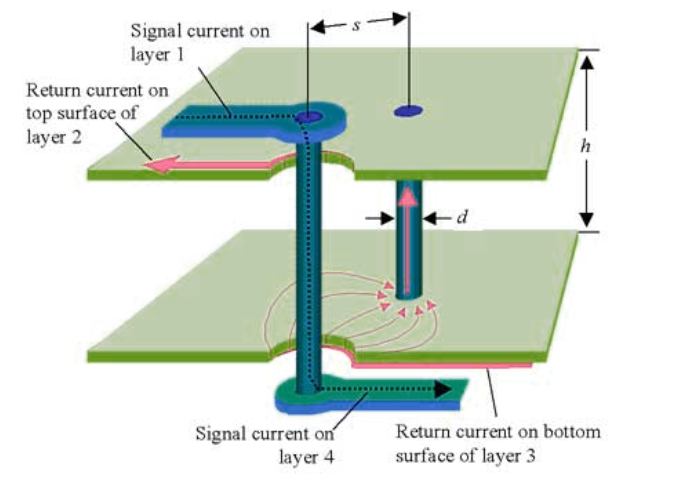 Signal current on
layer 1
s
Return current on
top surface of
layer 2
h
d
Signal current on
layer 4
Return current on bottom
surface of layer 3